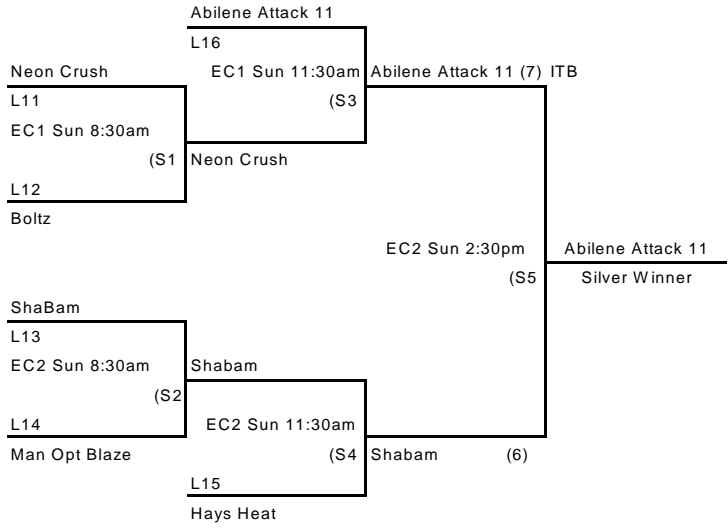 Abilene Attack 11
L16
EC1 Sun 11:30am
Abilene Attack 11 (7) ITB
Neon Crush
L11
(S3
EC1 Sun 8:30am
(S1
Neon Crush
L12
Boltz
EC2 Sun 2:30pm
Abilene Attack 11
(S5
Silver Winner
ShaBam
L13
EC2 Sun 8:30am
Shabam
(S2
L14
EC2 Sun 11:30am
Man Opt Blaze
(S4
Shabam (6)
L15
Hays Heat